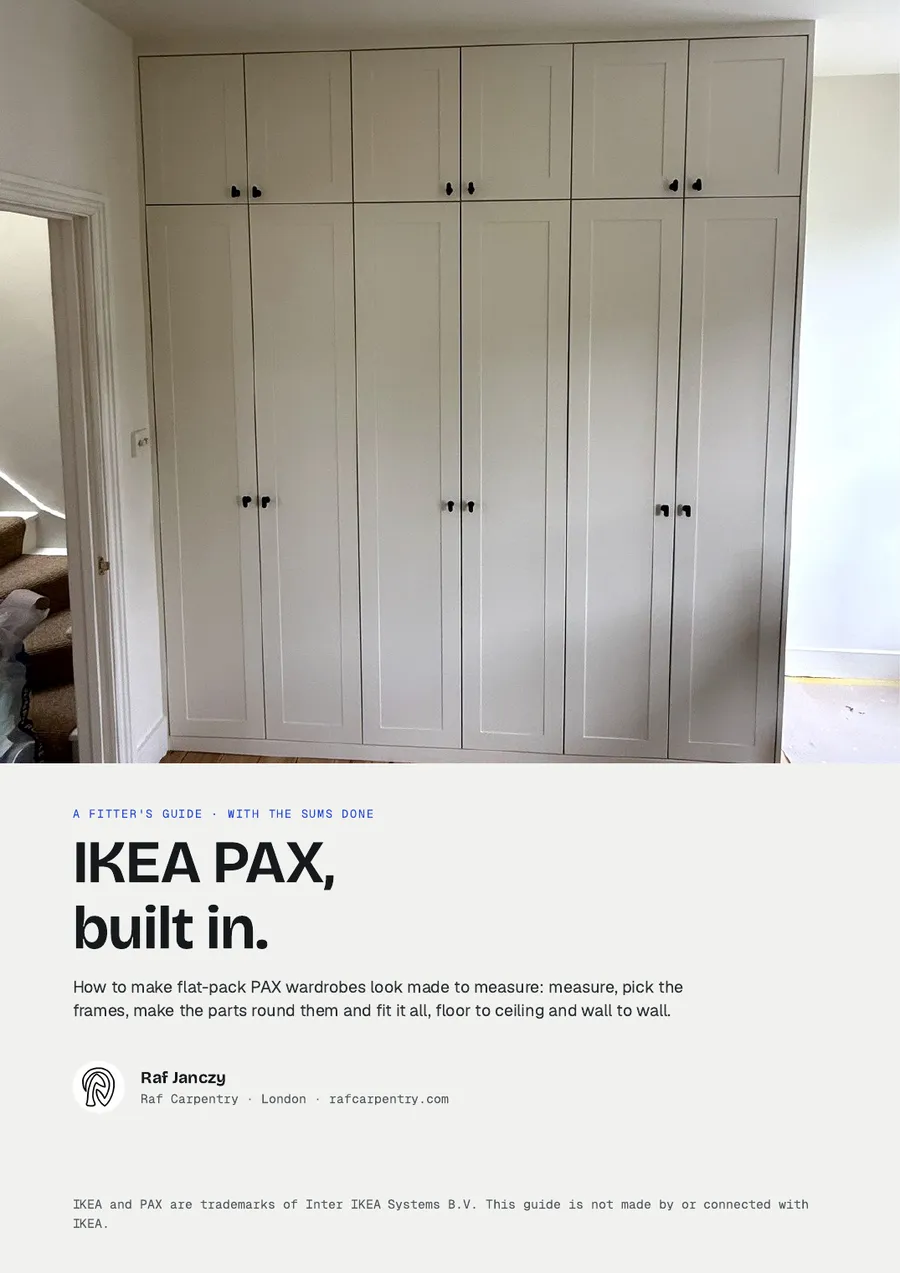 A FITTER'S GUIDE · WITH THE SUMS DONE
IKEA PAX,
built in.
How to make flat-pack PAX wardrobes look made to measure: measure, pick the
frames, make the parts round them and fit it all, floor to ceiling and wall to wall.
Raf Janczy
Raf Carpentry · London · rafcarpentry.com
IKEA and PAX are trademarks of Inter IKEA Systems B.V. This guide is not made by or connected with
IKEA.